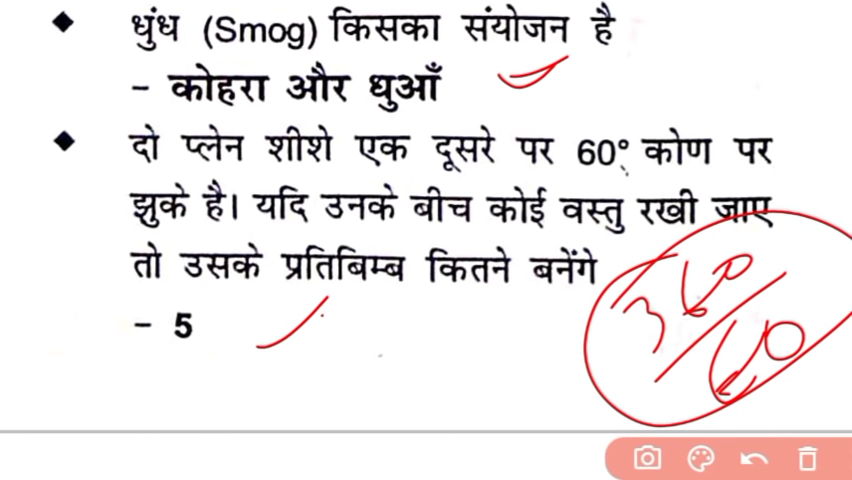 ◆ धुंध (Smog) किसका संयोजन है
- कोहरा और धुआँ
◆ दो प्लेन शीशे एक दूसरे पर 60° कोण पर
झुके है। यदि उनके बीच कोई वस्तु रखी जाए
तो उसके प्रतिबिम्ब कितने बनेंगे
- 5
360/60